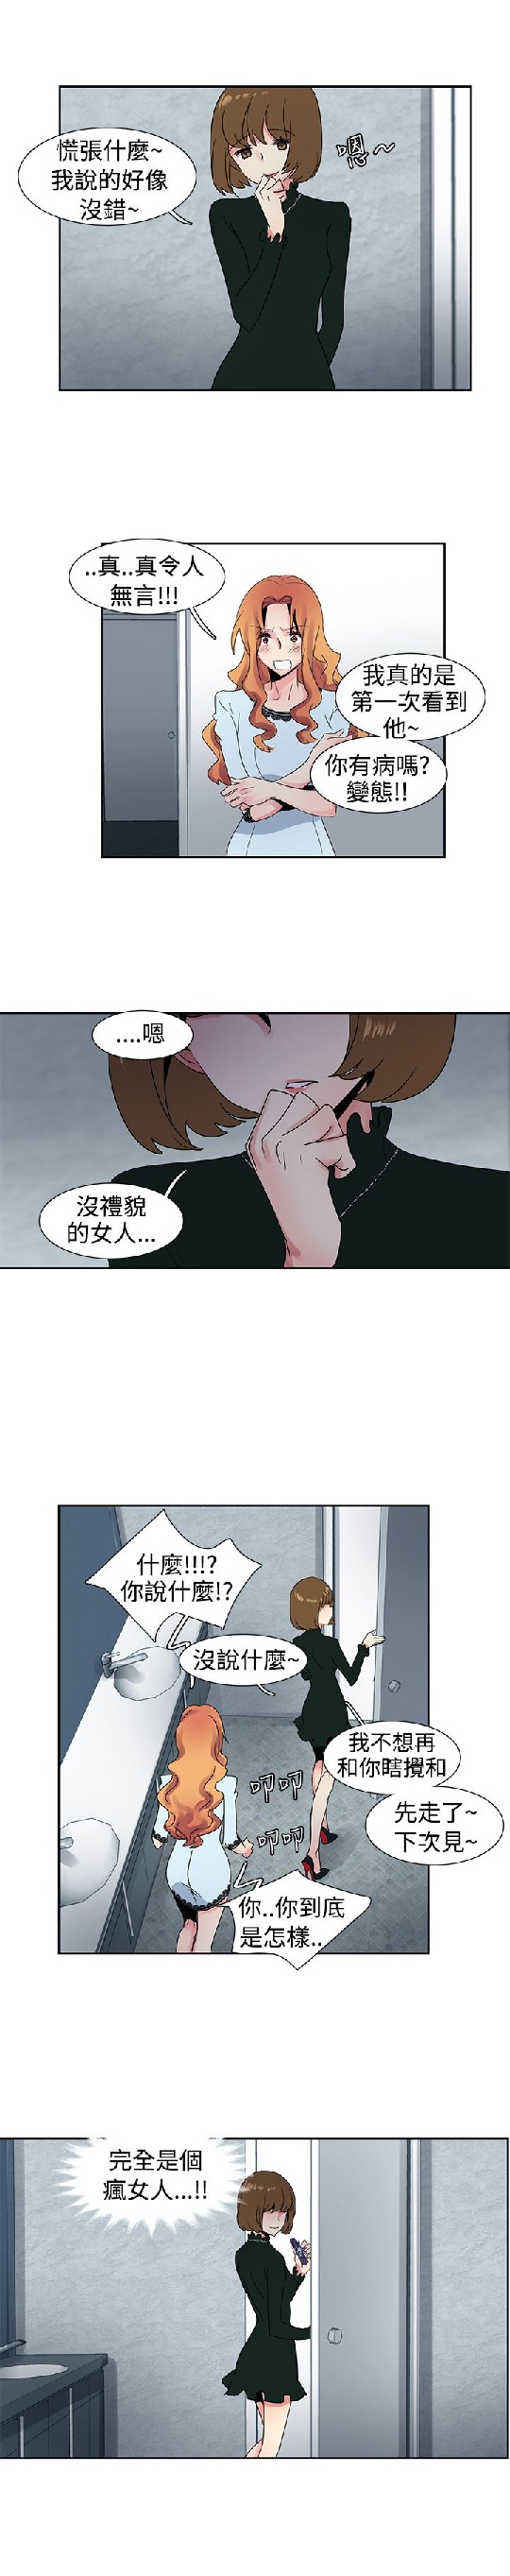 慌張什麼~
我說的好像
沒錯~
嗯~
..真..真令人
無言!!!
我真的是
第一次看到
他~
你有病嗎?
變態!!
....嗯
沒禮貌
的女人...
什麼!!!?
你說什麼!?
沒說什麼~
我不想再
和你瞎攪和
先走了~
下次見~
叩叩
叩叩
你..你到底
是怎樣..
完全是個
瘋女人...!!